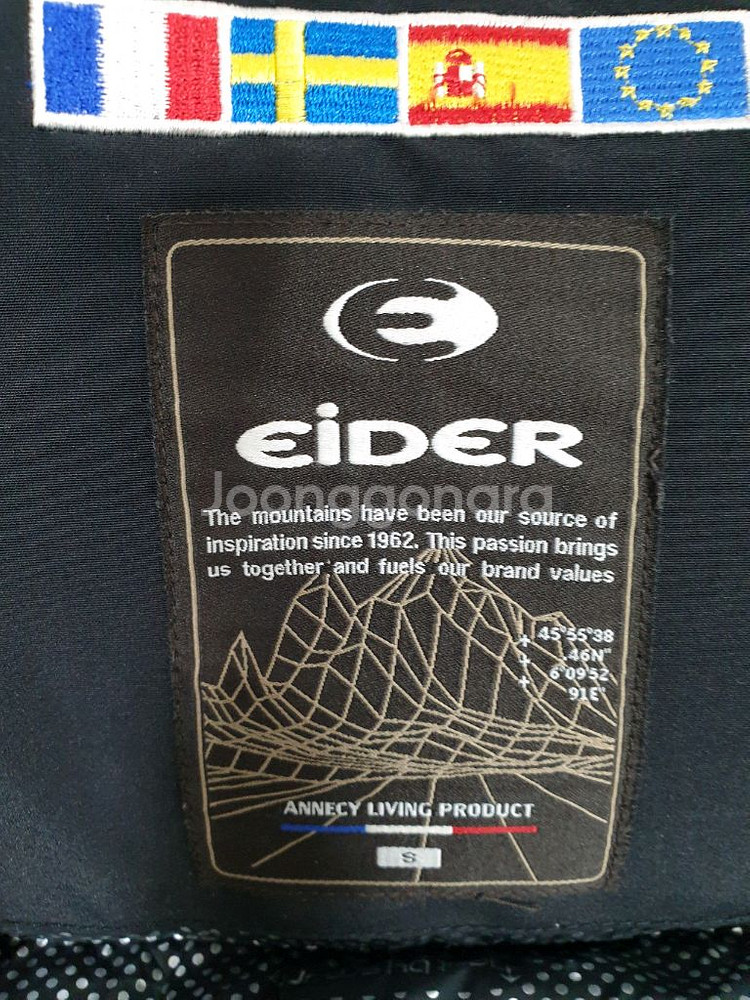 EiDER
Joonggonara
The mountains have been our source of
inspiration since 1962. This passion brings
us together and fuels our brand values
45°55'38
.46N"
6°09'52
91E"
ANNECY LIVING PRODUCT
S